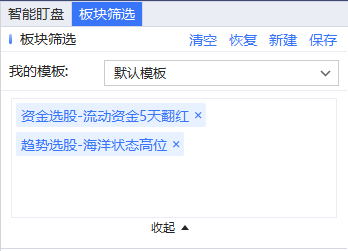 智能盯盘 板块筛选
板块筛选 清空 恢复 新建 保存
我的模板: 默认模板
资金选股-流动资金5天翻红 ×
趋势选股-海洋状态高位 ×
收起